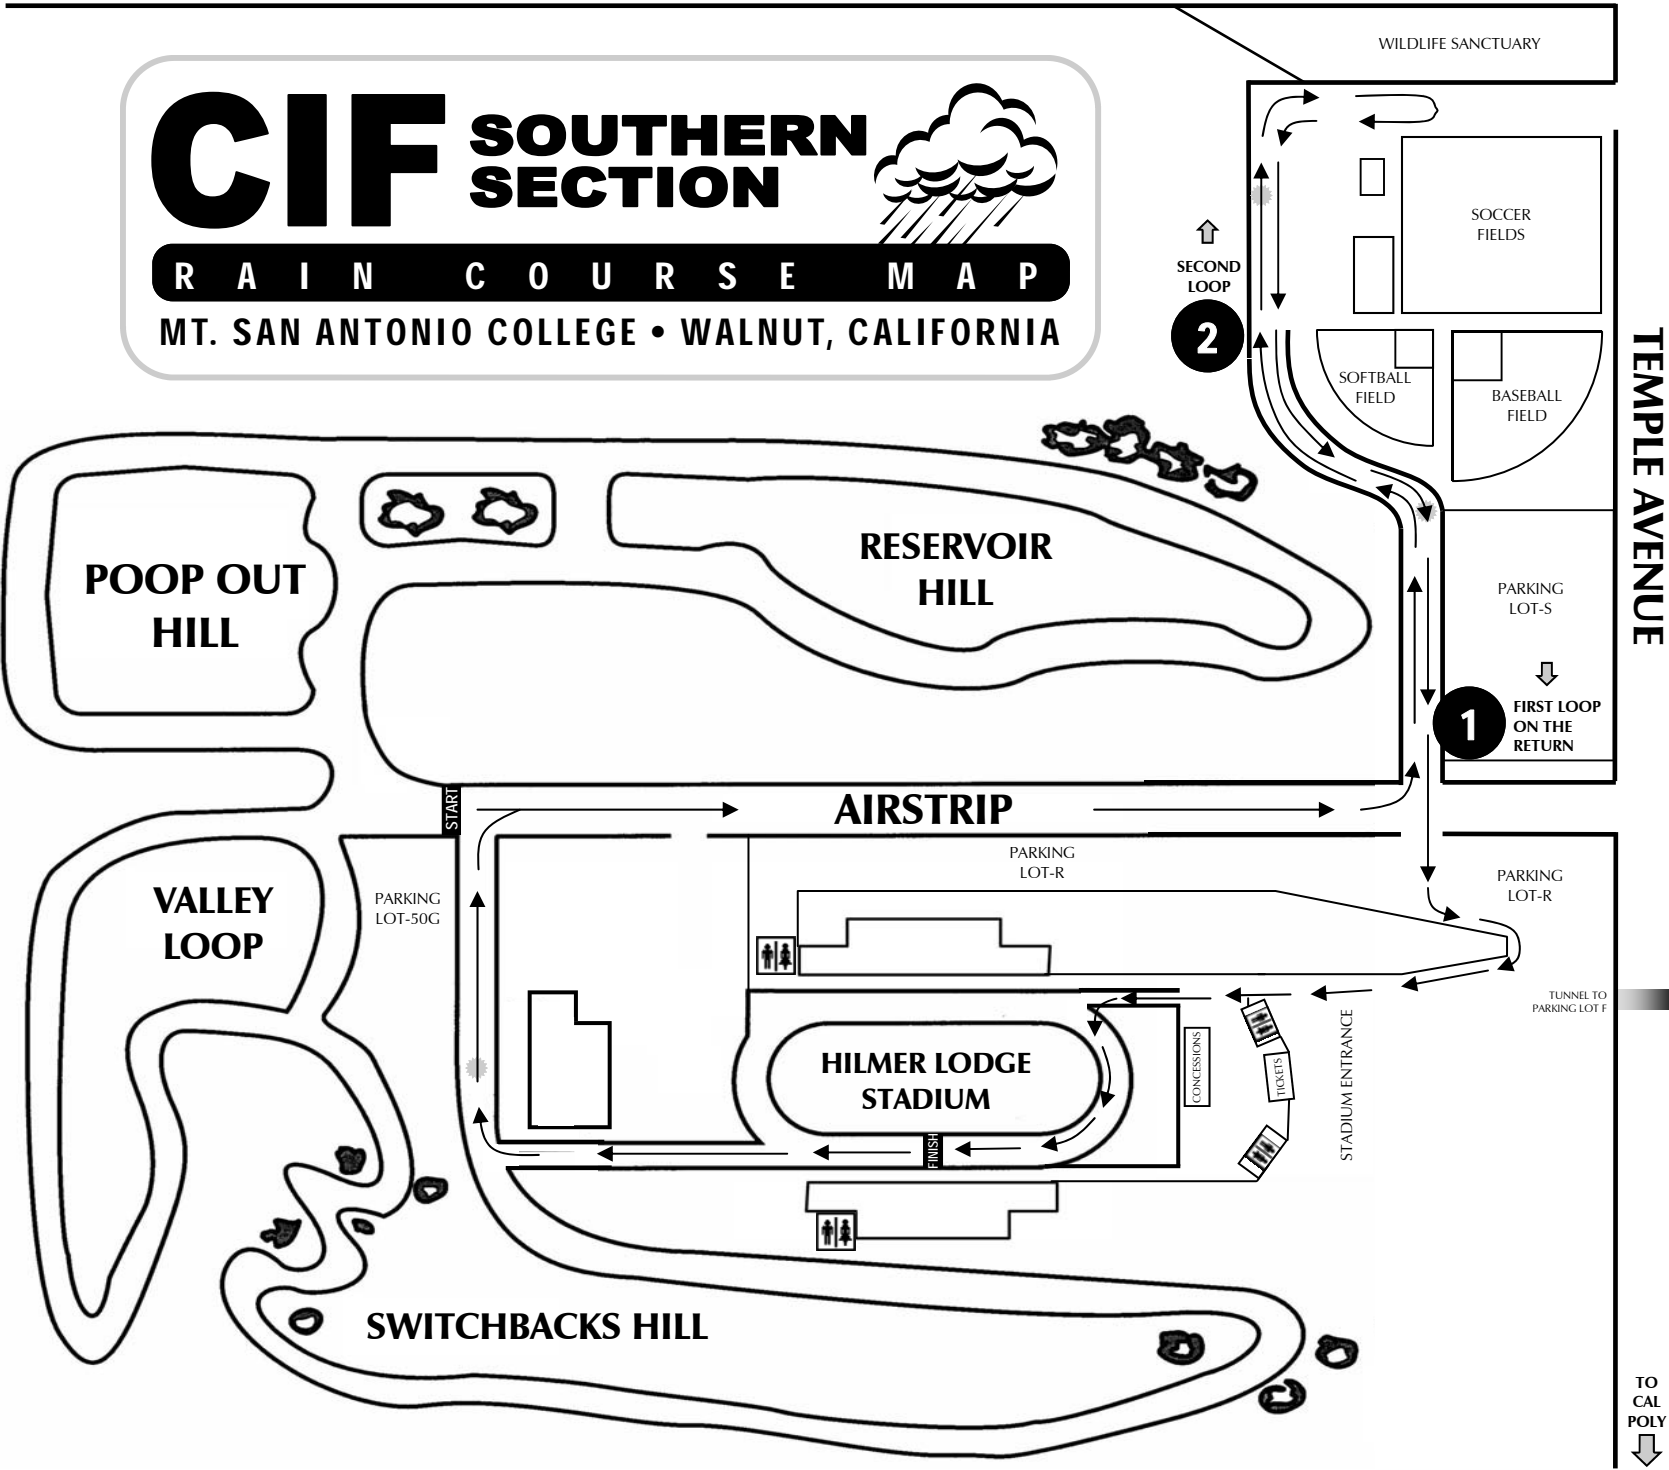 WILDLIFE SANCTUARY
CIF SOUTHERN
SECTION
RAIN COURSE MAP
MT. SAN ANTONIO COLLEGE • WALNUT, CALIFORNIA
SOCCER
FIELDS
SECOND
LOOP
2
SOFTBALL
FIELD
BASEBALL
FIELD
TEMPLE AVENUE
RESERVOIR
HILL
POOP OUT
HILL
PARKING
LOT-S
1
FIRST LOOP
ON THE
RETURN
START
AIRSTRIP
PARKING
LOT-R
PARKING
LOT-R
VALLEY
LOOP
PARKING
LOT-50G
TUNNEL TO
PARKING LOT F
HILMER LODGE
STADIUM
CONCESSIONS
TICKETS
STADIUM ENTRANCE
FINISH
SWITCHBACKS HILL
TO
CAL
POLY